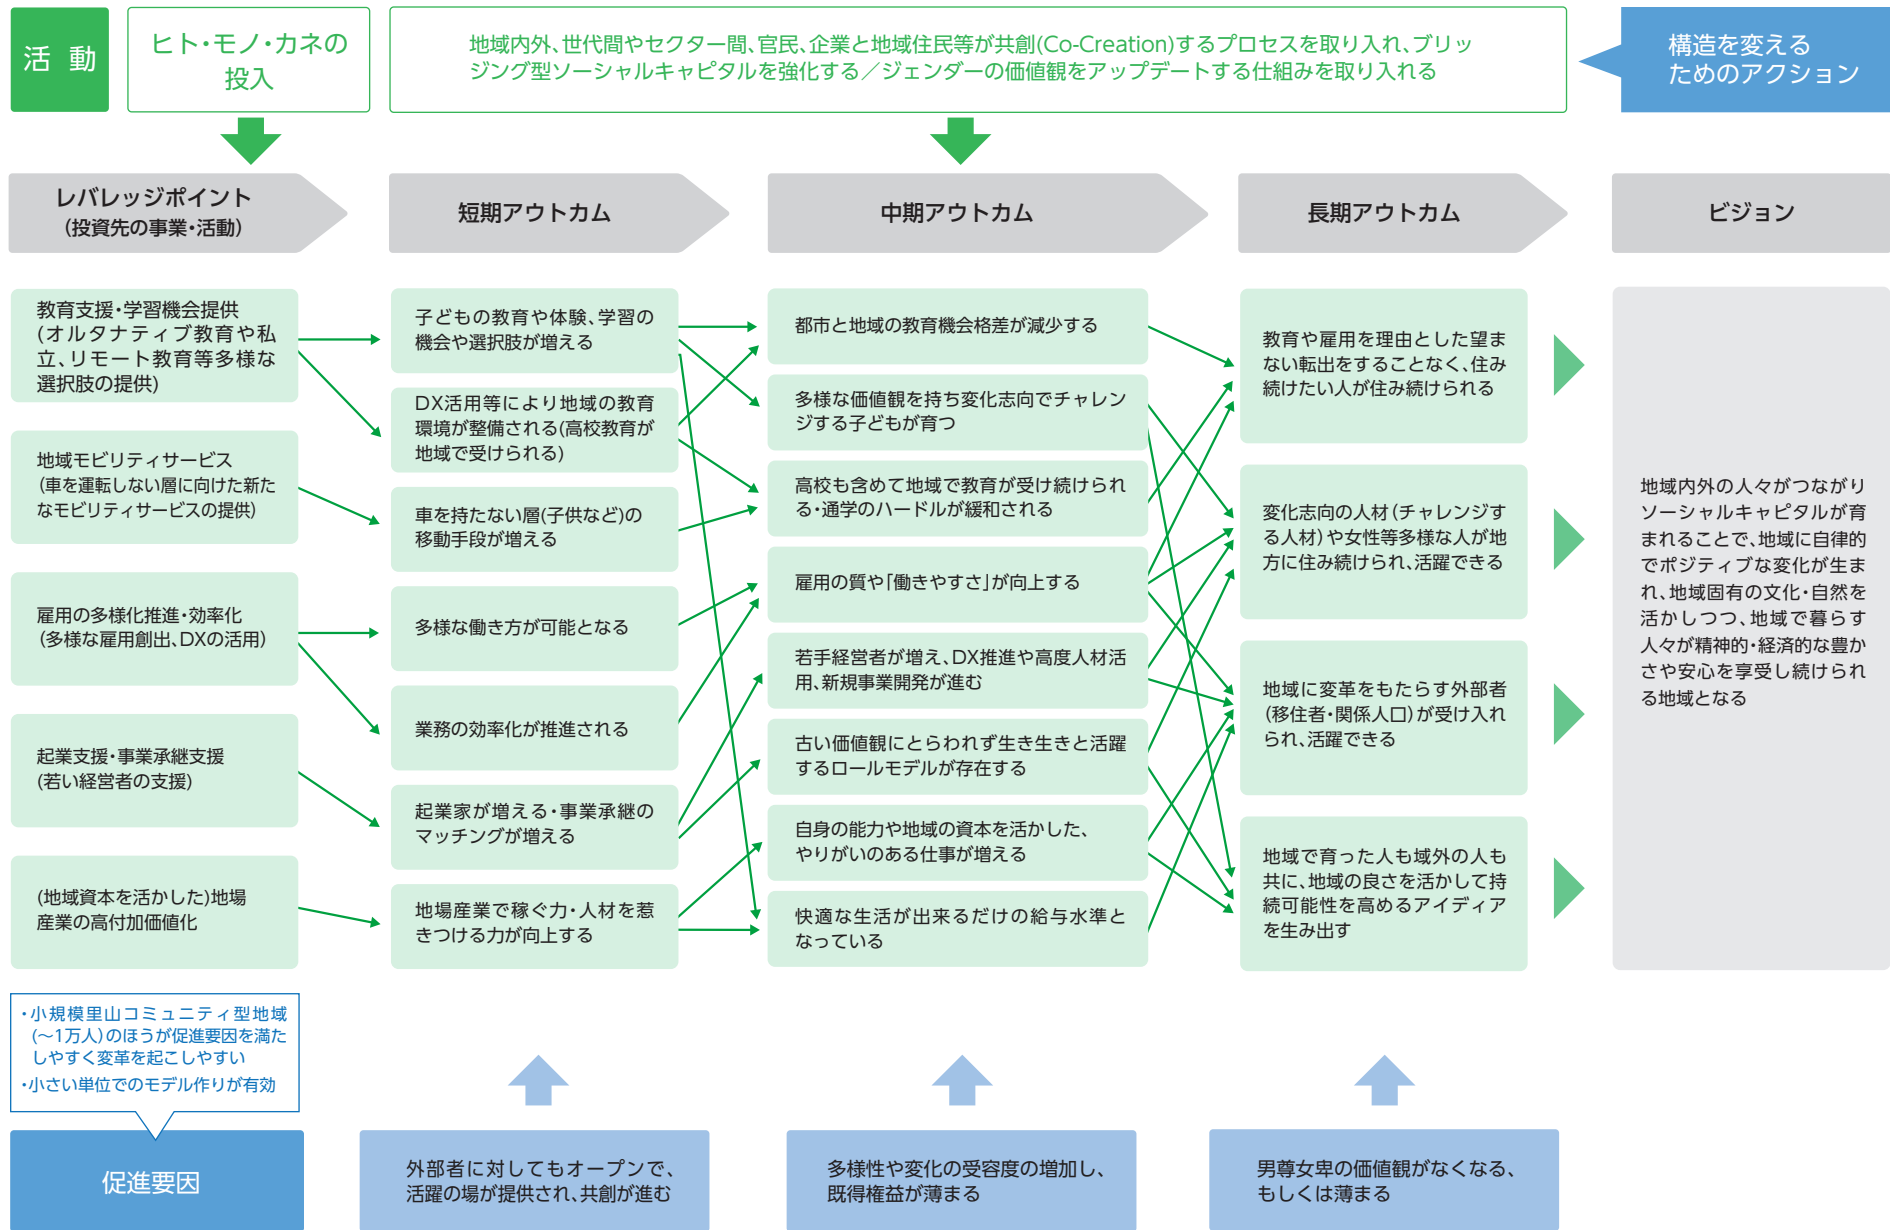 活 動
ヒト・モノ・カネの
投入
地域内外、世代間やセクター間、官民、企業と地域住民等が共創(Co-Creation)するプロセスを取り入れ、ブリッ
ジング型ソーシャルキャピタルを強化する／ジェンダーの価値観をアップデートする仕組みを取り入れる
構造を変える
ためのアクション
レバレッジポイント
(投資先の事業・活動)
短期アウトカム
中期アウトカム
長期アウトカム
ビジョン
教育支援・学習機会提供
(オルタナティブ教育や私
立、リモート教育等多様な
選択肢の提供)
地域モビリティサービス
(車を運転しない層に向けた新た
なモビリティサービスの提供)
雇用の多様化推進・効率化
(多様な雇用創出、DXの活用)
起業支援・事業承継支援
(若い経営者の支援)
(地域資本を活かした)地場
産業の高付加価値化
子どもの教育や体験、学習の
機会や選択肢が増える
DX活用等により地域の教育
環境が整備される(高校教育が
地域で受けられる)
車を持たない層(子供など)の
移動手段が増える
多様な働き方が可能となる
業務の効率化が推進される
起業家が増える・事業承継の
マッチングが増える
地場産業で稼ぐ力・人材を惹
きつける力が向上する
都市と地域の教育機会格差が減少する
多様な価値観を持ち変化志向でチャレン
ジする子どもが育つ
高校も含めて地域で教育が受け続けられ
る・通学のハードルが緩和される
雇用の質や「働きやすさ」が向上する
若手経営者が増え、DX推進や高度人材活
用、新規事業開発が進む
古い価値観にとらわれず生き生きと活躍
するロールモデルが存在する
自身の能力や地域の資本を活かした、
やりがいのある仕事が増える
快適な生活が出来るだけの給与水準と
なっている
教育や雇用を理由とした望ま
ない転出をすることなく、住み
続けたい人が住み続けられる
変化志向の人材(チャレンジす
る人材)や女性等多様な人が地
方に住み続けられ、活躍できる
地域に変革をもたらす外部者
(移住者・関係人口)が受け入れ
られ、活躍できる
地域で育った人も域外の人も
共に、地域の良さを活かして持
続可能性を高めるアイディア
を生み出す
地域内外の人々がつながり
ソーシャルキャピタルが育
まれることで、地域に自律的
でポジティブな変化が生ま
れ、地域固有の文化・自然を
活かしつつ、地域で暮らす
人々が精神的・経済的な豊か
さや安心を享受し続けられ
る地域となる
・小規模里山コミュニティ型地域
(～1万人)のほうが促進要因を満た
しやすく変革を起こしやすい
・小さい単位でのモデル作りが有効
促進要因
外部者に対してもオープンで、
活躍の場が提供され、共創が進む
多様性や変化の受容度の増加し、
既得権益が薄まる
男尊女卑の価値観がなくなる、
もしくは薄まる